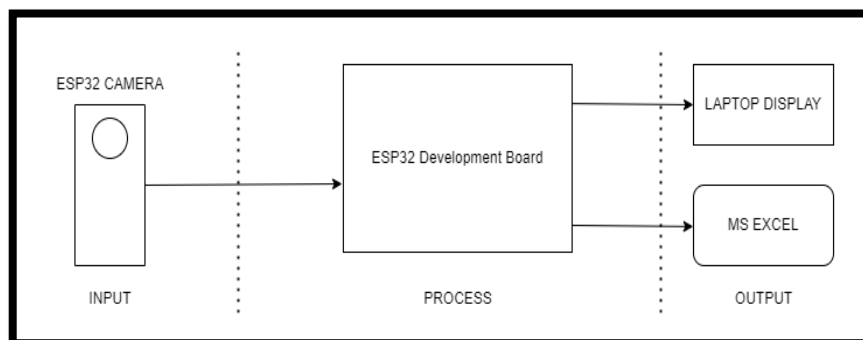 ESP32 CAMERA
ESP32 Development Board
LAPTOP DISPLAY
MS EXCEL
INPUT
PROCESS
OUTPUT